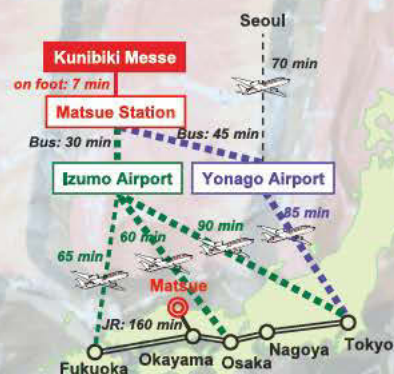 Seoul
Kunibiki Messe
70 min
on foot: 7 min
Matsue Station
Bus: 30 min
Bus: 45 min
Izumo Airport
Yonago Airport
65 min
60 min
90 min
85 min
Matsue
JR: 160 min
Fukuoka
Okayama
Osaka
Nagoya
Tokyo